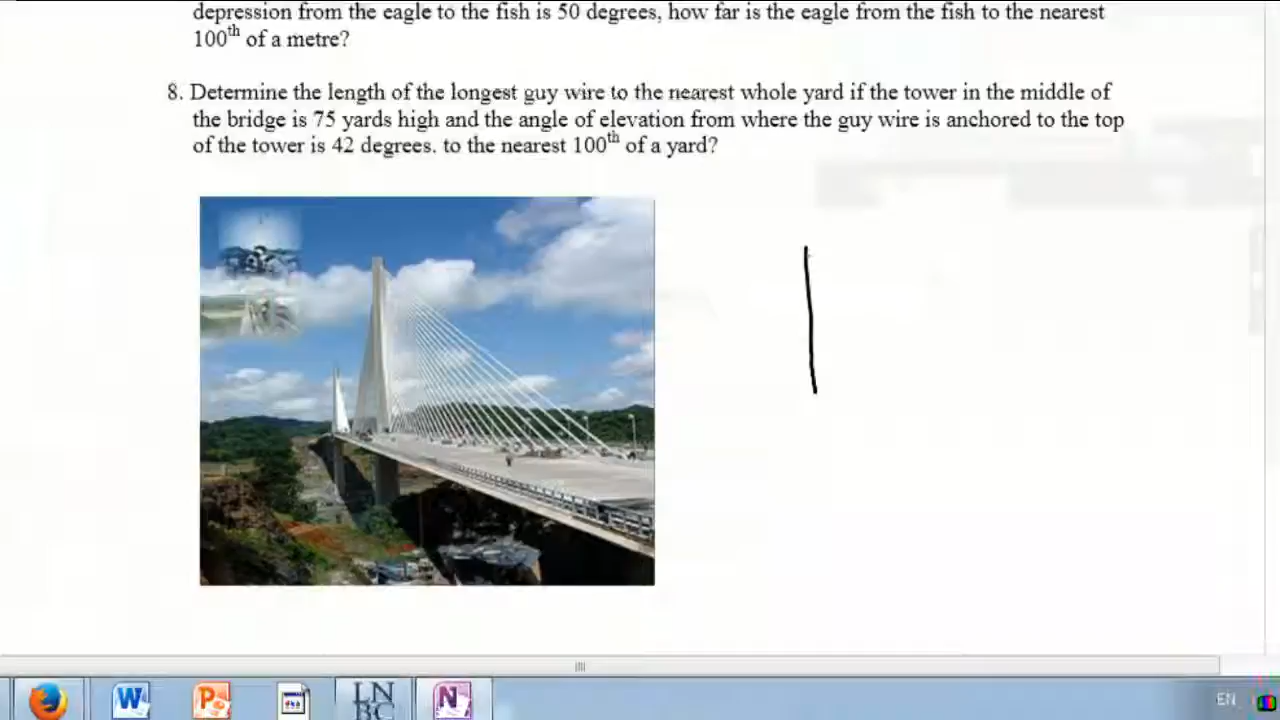 depression from the eagle to the fish is 50 degrees, how far is the eagle from the fish to the nearest
100th of a metre?
8. Determine the length of the longest guy wire to the nearest whole yard if the tower in the middle of
the bridge is 75 yards high and the angle of elevation from where the guy wire is anchored to the top
of the tower is 42 degrees. to the nearest 100th of a yard?
W
P
LN
BC
N
EN